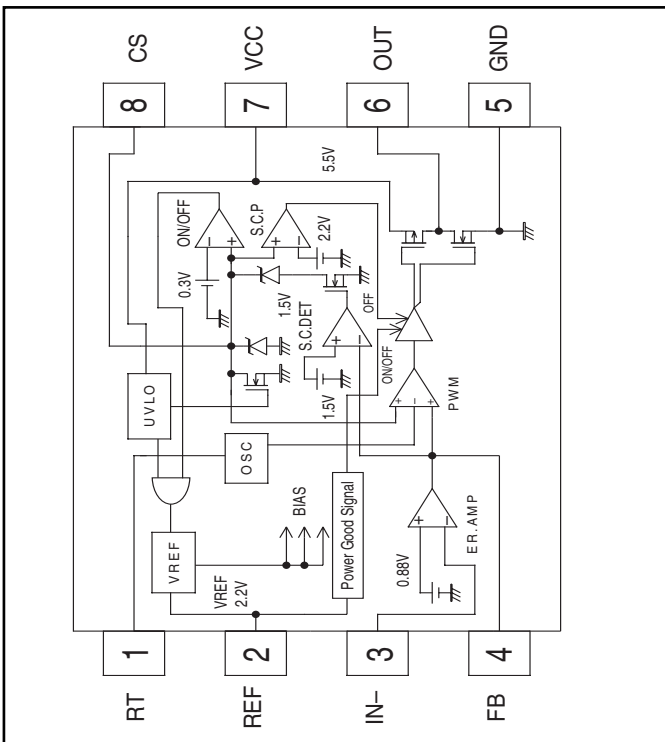 CS
VCC
OUT
GND
8
7
6
5
5.5V
ON/OFF
S.C.P
2.2V
0.3V
1.5V
S.C.DET
OFF
ON/OFF
1.5V
UVLO
OSC
PWM
BIAS
Power Good Signal
ER.AMP
VREF
VREF
2.2V
0.88V
1
2
3
4
RT
REF
IN-
FB
+
-
+
-
+
-
+
-
+
+
-